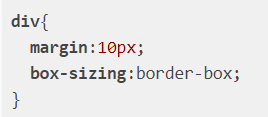 div{
  margin:10px;
  box-sizing:border-box;
}